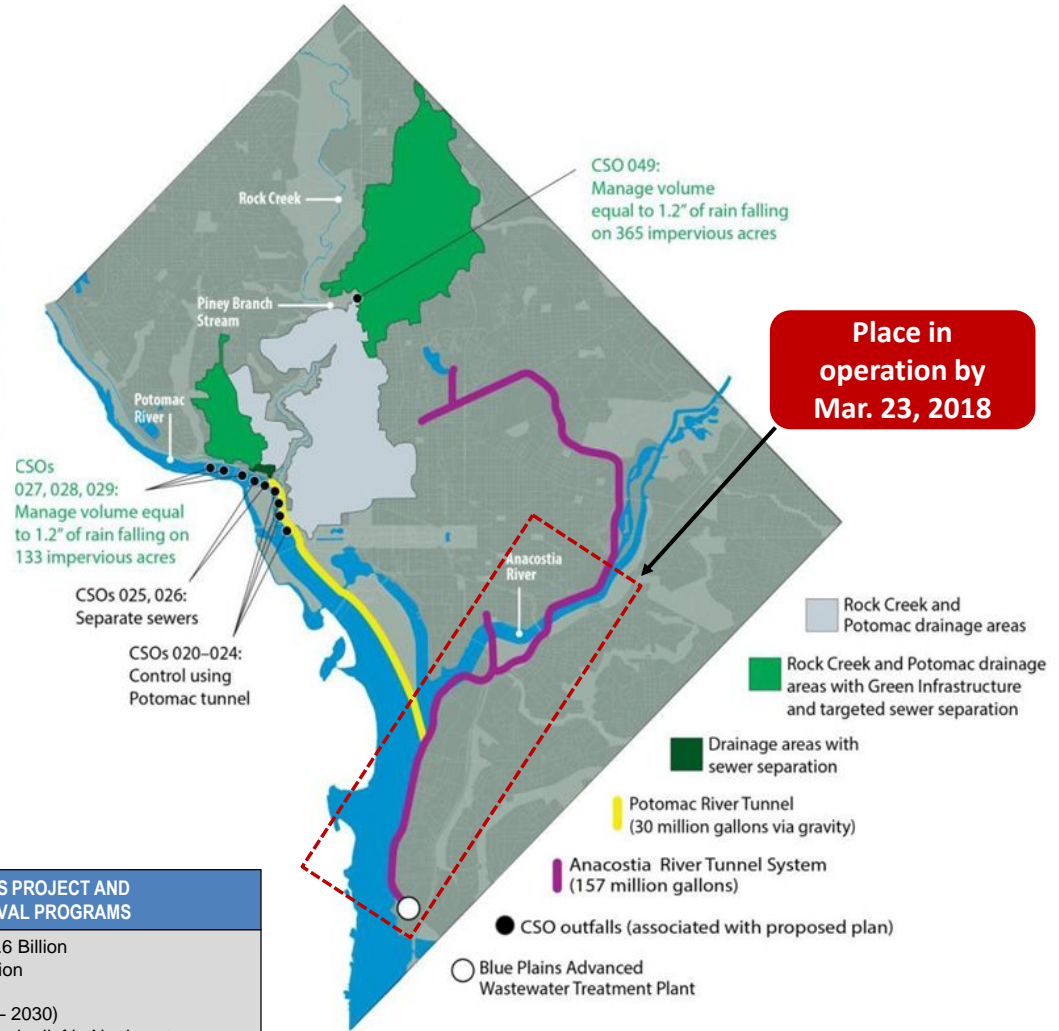 CSO 049:
Manage volume
equal to 1.2" of rain falling
on 365 impervious acres
Rock Creek
Piney Branch
Stream
Place in
operation by
Mar. 23, 2018
Potomac
River
CSOs
027, 028, 029:
Manage volume equal
to 1.2" of rain falling on
133 impervious acres
Anacostia
River
CSOs 025, 026:
Separate sewers
CSOs 020–024:
Control using
Potomac tunnel
Rock Creek and
Potomac drainage areas
Rock Creek and Potomac drainage
areas with Green Infrastructure
and targeted sewer separation
Drainage areas with
sewer separation
Potomac River Tunnel
(30 million gallons via gravity)
Anacostia River Tunnel System
(157 million gallons)
CSO outfalls (associated with proposed plan)
Blue Plains Advanced
Wastewater Treatment Plant
S PROJECT AND
VAL PROGRAMS
.6 Billion
ion
– 2030)